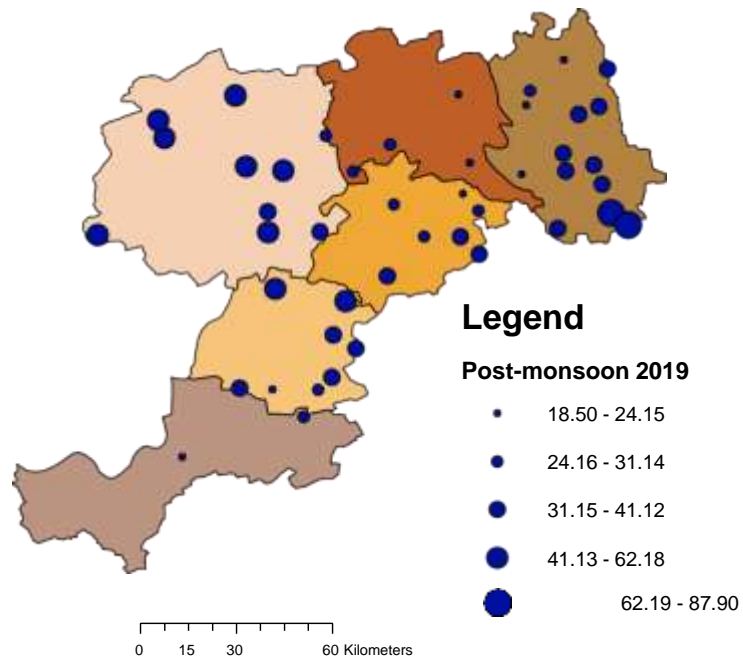 Legend
Post-monsoon 2019
18.50 - 24.15
24.16 - 31.14
31.15 - 41.12
41.13 - 62.18
62.19 - 87.90
0 15 30 60 Kilometers